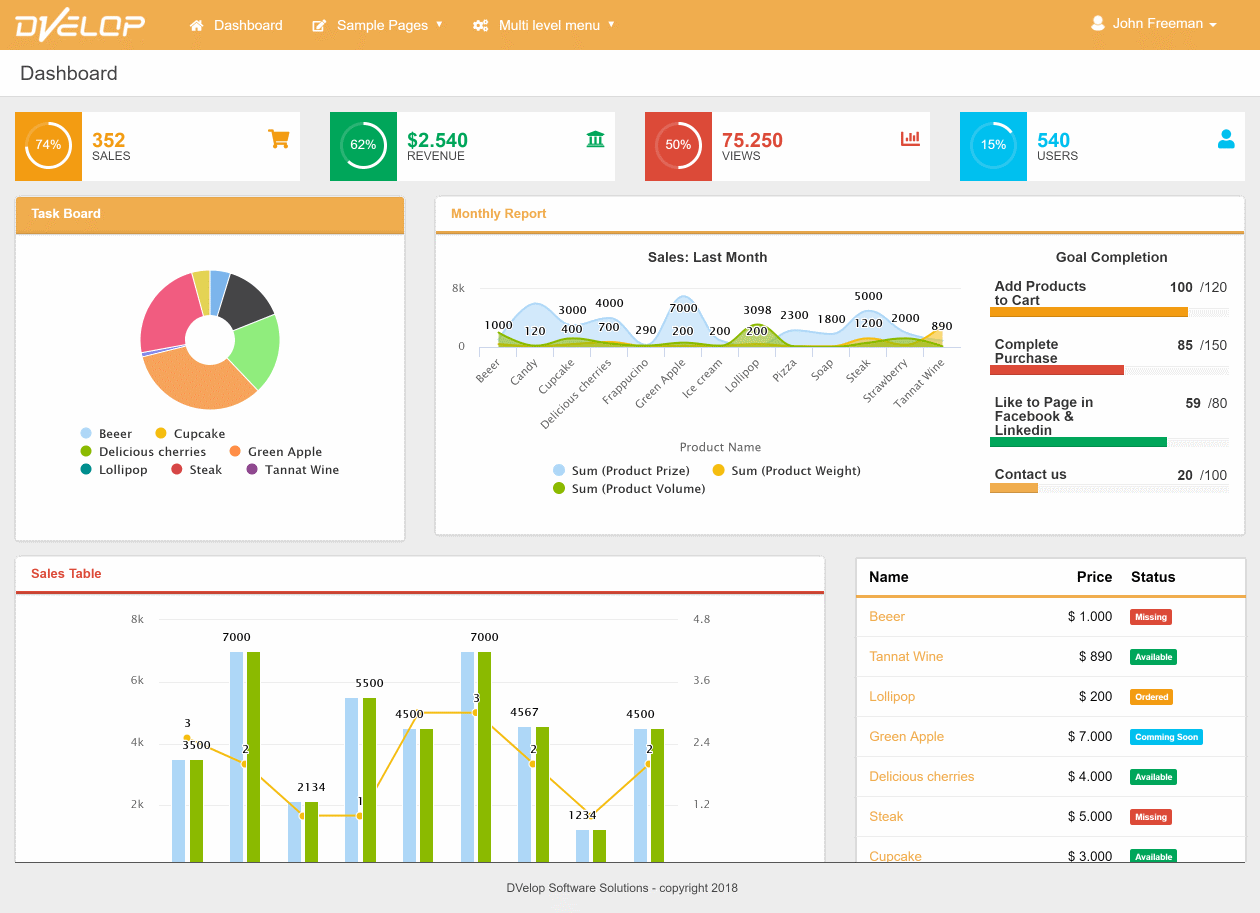 DVELOP
Dashboard
Sample Pages
Multi level menu
John Freeman
Dashboard
74%
352
SALES
62%
$2.540
REVENUE
50%
75.250
VIEWS
15%
540
USERS
Task Board
Beeer
Cupcake
Delicious cherries
Green Apple
Lollipop
Steak
Tannat Wine
Monthly Report
Sales: Last Month
8k
0
1000
120
3000
400
4000
700
290
7000
200
200
3098
200
2300
1800
5000
1200
2000
890
Beeer
Candy
Cupcake
Delicious cherries
Frappucino
Green Apple
Ice cream
Lollipop
Pizza
Soap
Steak
Strawberry
Tannat Wine
Product Name
Sum (Product Prize)
Sum (Product Weight)
Sum (Product Volume)
Goal Completion
Add Products
to Cart
100 /120
Complete
Purchase
85 /150
Like to Page in
Facebook &
Linkedin
59 /80
Contact us
20 /100
Sales Table
8k
6k
4k
2k
4.8
3.6
2.4
1.2
3
3500
7000
2
2134
1
5500
4500
7000
3
4567
2
1234
4500
2
Name Price Status
Beeer $ 1.000 Missing
Tannat Wine $ 890 Available
Lollipop $ 200 Ordered
Green Apple $ 7.000 Comming Soon
Delicious cherries $ 4.000 Available
Steak $ 5.000 Missing
Cupcake $ 3.000 Available
DVelop Software Solutions - copyright 2018